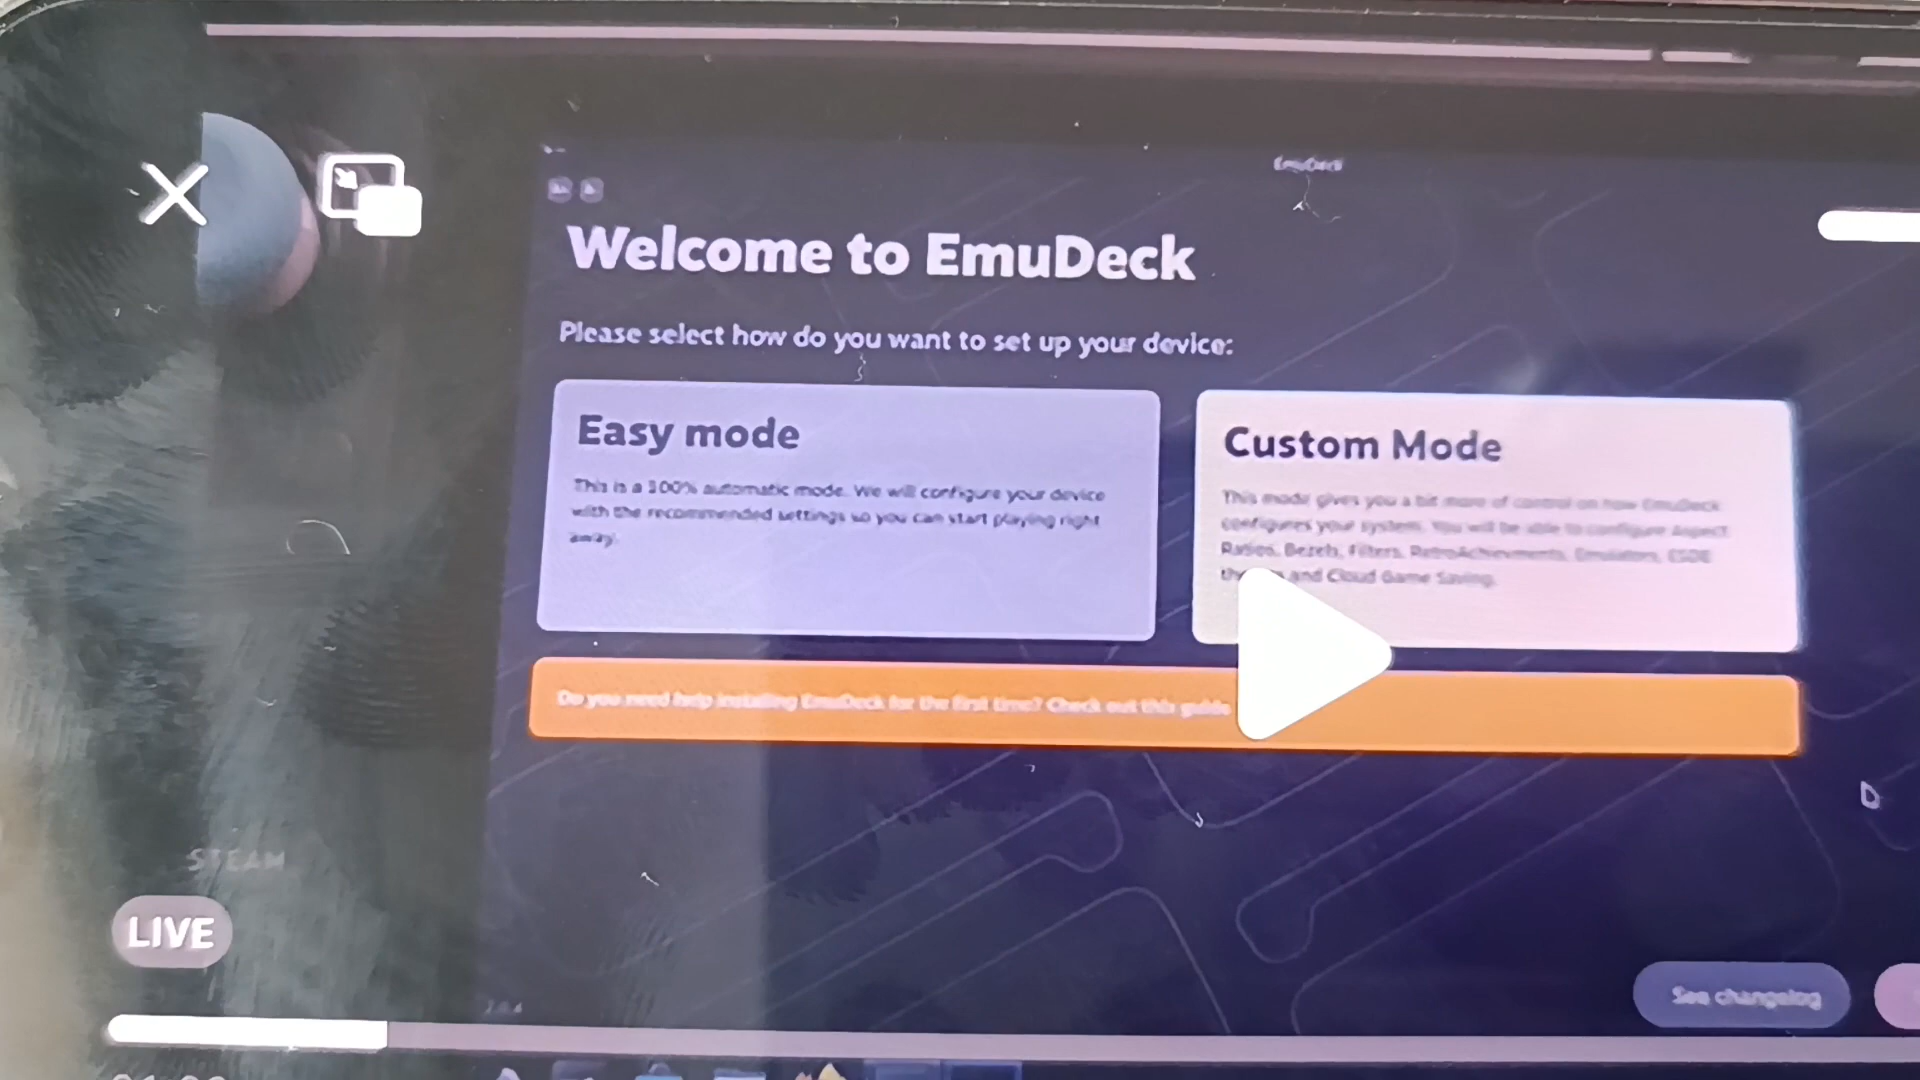 EmuDeck
Welcome to EmuDeck
Please select how do you want to set up your device:
Easy mode
This is a 100% automatic mode. We will configure your device
with the recommended settings so you can start playing right
away.
Custom Mode
This mode gives you a bit more of control on how EmuDeck
configures your system. You will be able to configure Aspect
Ratios, Bezels, Filters, RetroAchievments, Emulators, ESDE
and Cloud Game Saving.
Do you need help installing EmuDeck for the first time? Check out this guide
STEAM
LIVE
See changelog